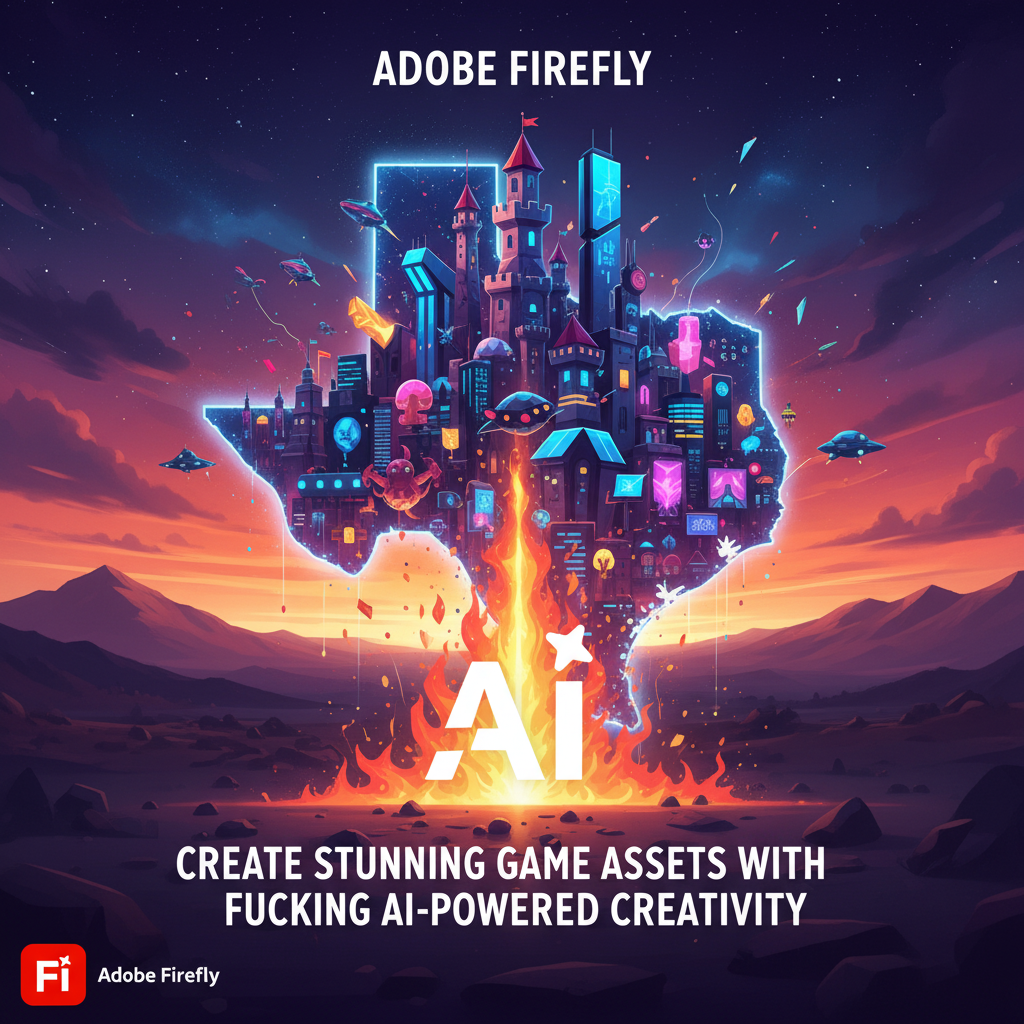 ADOBE FIREFLY
Ai
CREATE STUNNING GAME ASSETS WITH
FUCKING AI-POWERED CREATIVITY
Fi Adobe Firefly